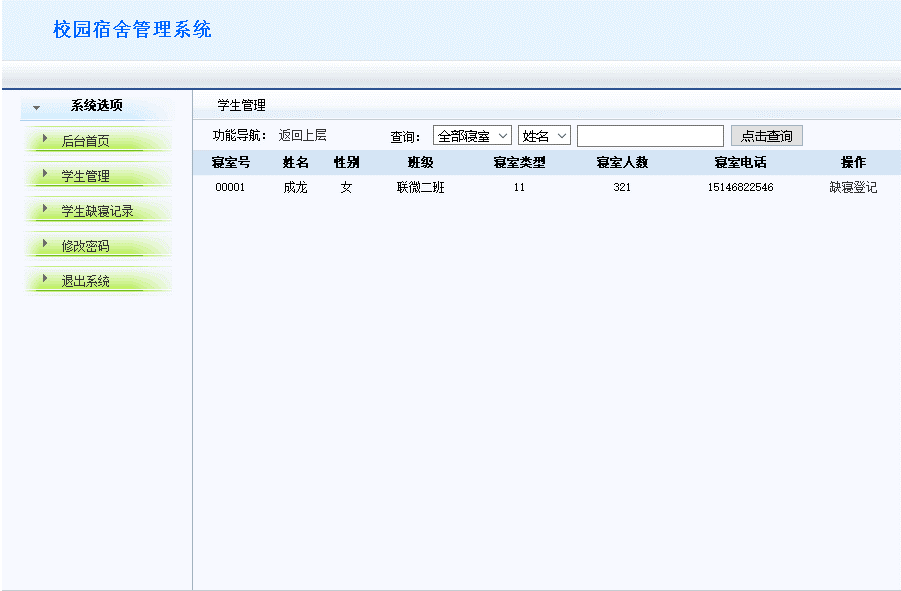 校园宿舍管理系统
系统选项
后台首页
学生管理
学生缺寝记录
修改密码
退出系统
学生管理
功能导航： 返回上层 查询： 全部寝室 姓名 点击查询
寝室号 姓名 性别 班级 寝室类型 寝室人数 寝室电话 操作
00001 成龙 女 联微二班 11 321 15146822546 缺寝登记